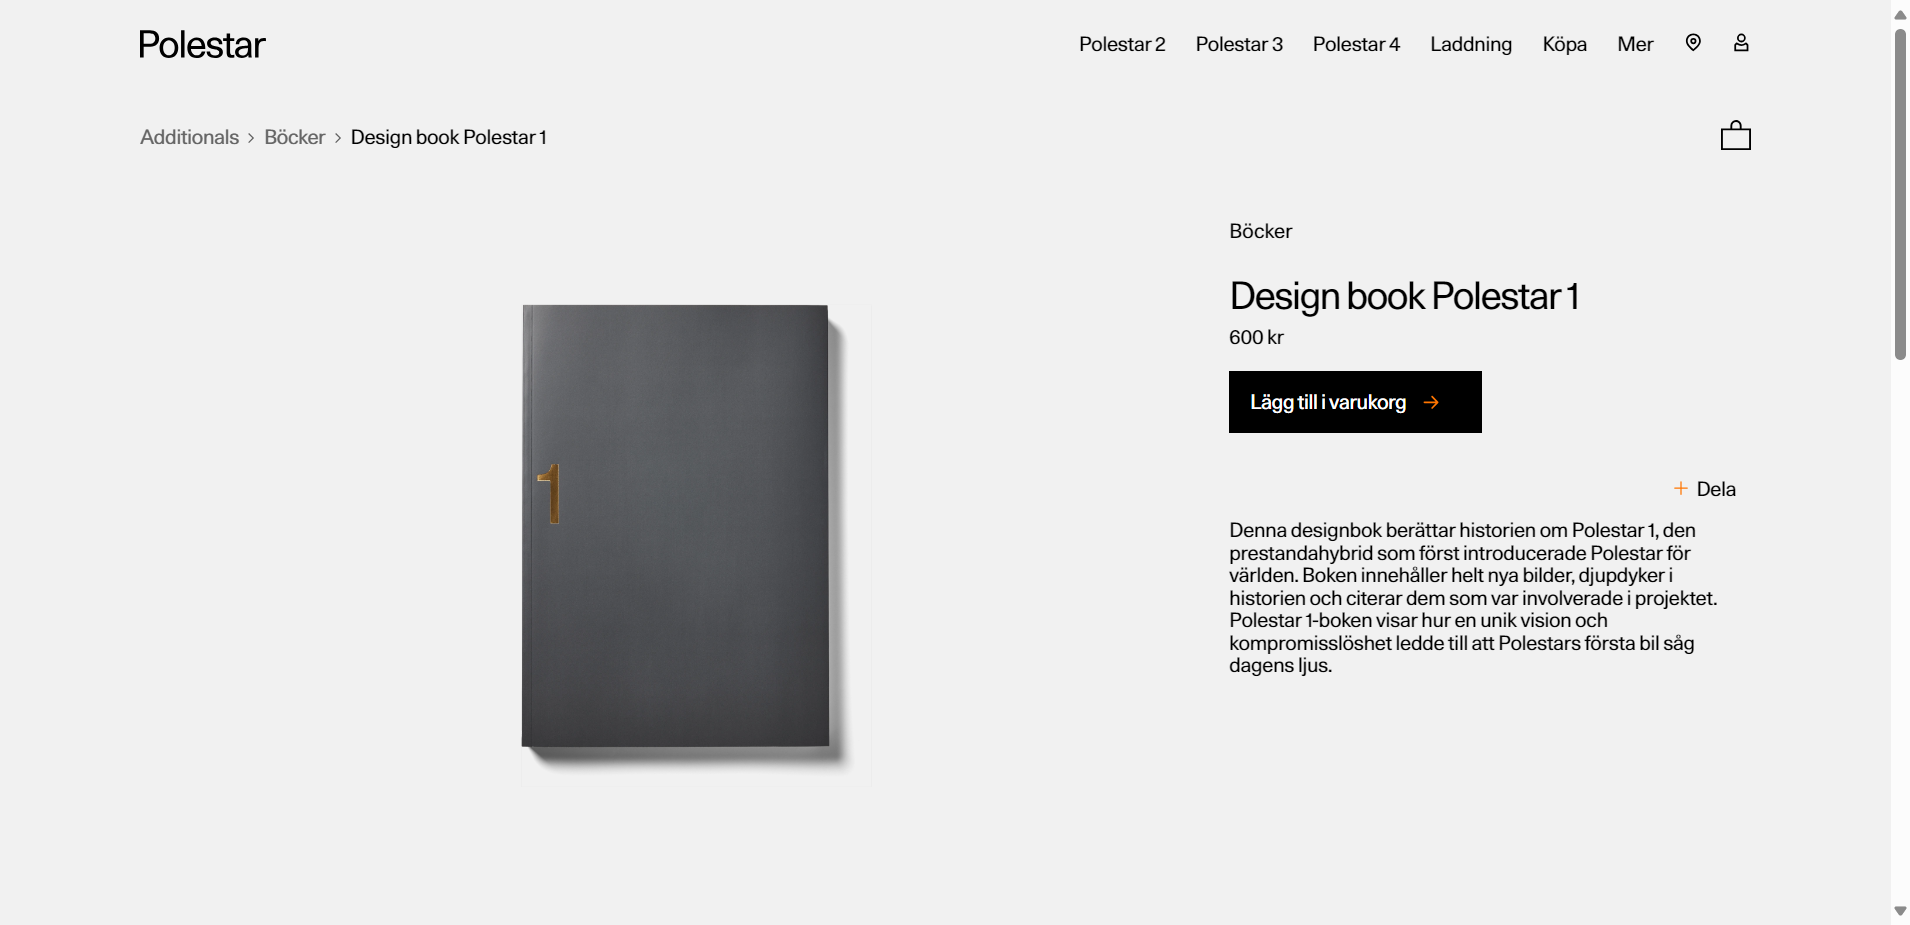 Polestar
Polestar 2
Polestar 3
Polestar 4
Laddning
Köpa
Mer
Additionals
Böcker
Design book Polestar 1
Böcker
Design book Polestar 1
600 kr
Lägg till i varukorg
1
Dela
Denna designbok berättar historien om Polestar 1, den
prestandahybrid som först introducerade Polestar för
världen. Boken innehåller helt nya bilder, djupdyker i
historien och citerar dem som var involverade i projektet.
Polestar 1-boken visar hur en unik vision och
kompromisslöshet ledde till att Polestars första bil såg
dagens ljus.